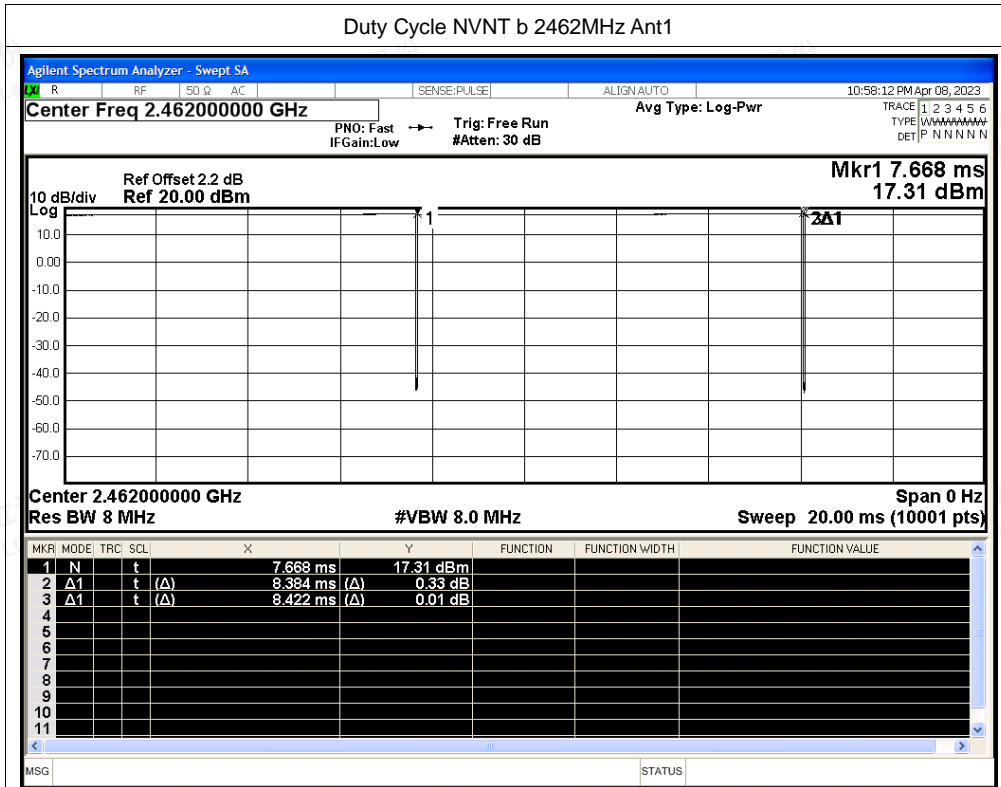 Duty Cycle NVNT b 2462MHz Ant1
Agilent Spectrum Analyzer - Swept SA
LXI R RF 50 Ω AC SENSE:PULSE ALIGN AUTO 10:58:12 PM Apr 08, 2023
Center Freq 2.462000000 GHz Avg Type: Log-Pwr TRACE 1 2 3 4 5 6
PNO: Fast Trig: Free Run TYPE WWWWWW
IFGain:Low #Atten: 30 dB DET P N N N N N
Mkr1 7.668 ms
Ref Offset 2.2 dB
10 dB/div Ref 20.00 dBm 17.31 dBm
Log
1 3Δ1
10.0
0.00
-10.0
-20.0
-30.0
-40.0
-50.0
-60.0
-70.0
Center 2.462000000 GHz Span 0 Hz
Res BW 8 MHz #VBW 8.0 MHz Sweep 20.00 ms (10001 pts)
MKR MODE TRC SCL X Y FUNCTION FUNCTION WIDTH FUNCTION VALUE
1 N t 7.668 ms 17.31 dBm
2 Δ1 t (Δ) 8.384 ms (Δ) 0.33 dB
3 Δ1 t (Δ) 8.422 ms (Δ) 0.01 dB
4
5
6
7
8
9
10
11
MSG STATUS